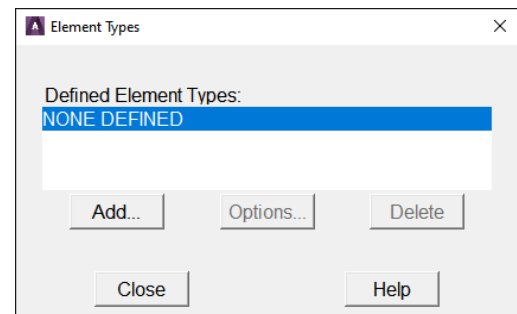 Element Types
Defined Element Types:
NONE DEFINED
Add... Options... Delete
Close Help